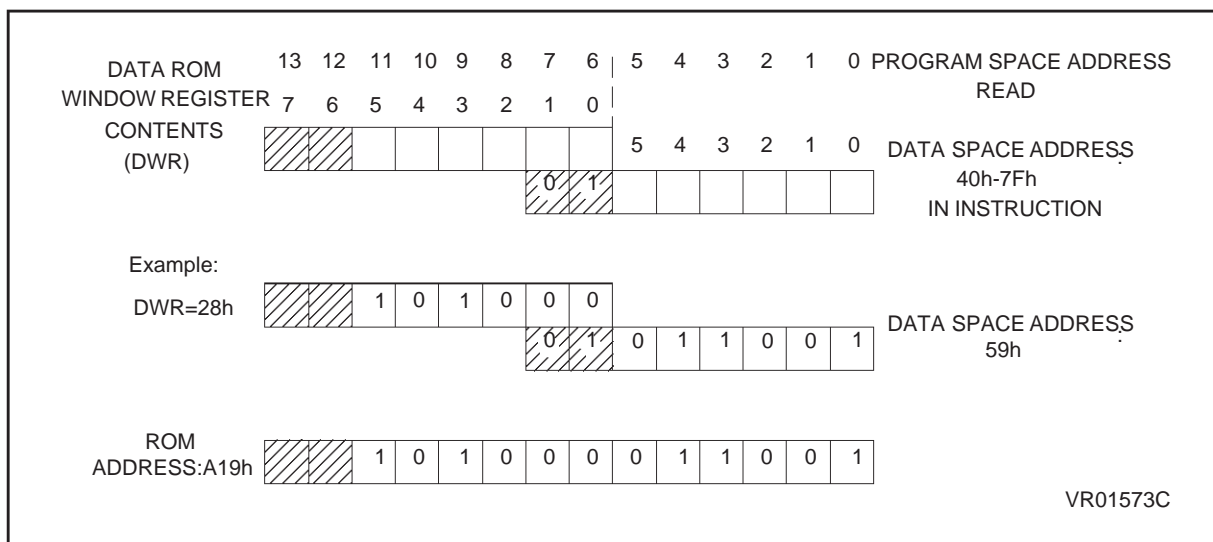 DATA ROM 13 12 11 10 9 8 7 6 5 4 3 2 1 0 PROGRAM SPACE ADDRESS
WINDOW REGISTER 7 6 5 4 3 2 1 0 READ
CONTENTS 5 4 3 2 1 0 DATA SPACE ADDRESS :
(DWR) 0 1 40h-7Fh
IN INSTRUCTION
Example:
DWR=28h 1 0 1 0 0 0
0 1 0 1 1 0 0 1 DATA SPACE ADDRESS :
59h
ROM
ADDRESS:A19h 1 0 1 0 0 0 0 1 1 0 0 1
VR01573C